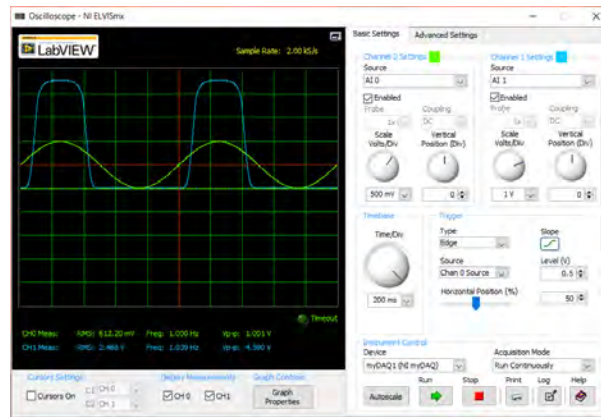 Oscilloscope - NI ELVISmx
LabVIEW
Sample Rate: 2.00 kS/s
Timeout
CH0 Meas: RMS: 612.20 mV Freq: 1.000 Hz Vp-p: 1.001 V
CH1 Meas: RMS: 2.468 V Freq: 1.039 Hz Vp-p: 4.590 V
Cursors Settings
Cursors On
C1 CH 0
C2 CH 1
Display Measurements
CH 0
CH1
Graph Controls
Graph Properties
Basic Settings
Advanced Settings
Channel 2 Settings
Source
AI 0
Enabled
Probe
Coupling
1x
DC
Scale Volts/Div
Vertical Position (Div)
500 mV
0
Channel 1 Settings
Source
AI 1
Enabled
Probe
Coupling
1x
DC
Scale Volts/Div
Vertical Position (Div)
1 V
0
Timebase
Time/Div
200 ms
Trigger
Type
Edge
Slope
Source
Chan 0 Source
Level (V)
0.5
Horizontal Position (%)
50
Instrument Control
Device
myDAQ1 (NI myDAQ)
Acquisition Mode
Run Continuously
Autoscale
Run
Stop
Print
Log
Help